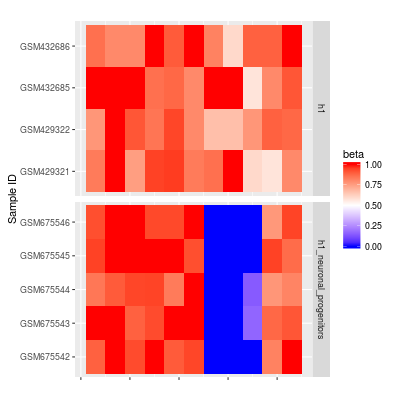 GSM432686
GSM432685
GSM429322
GSM429321
h1
GSM675546
GSM675545
GSM675544
GSM675543
GSM675542
h1_neuronal_progenitors
Sample ID
beta
1.00
0.75
0.50
0.25
0.00